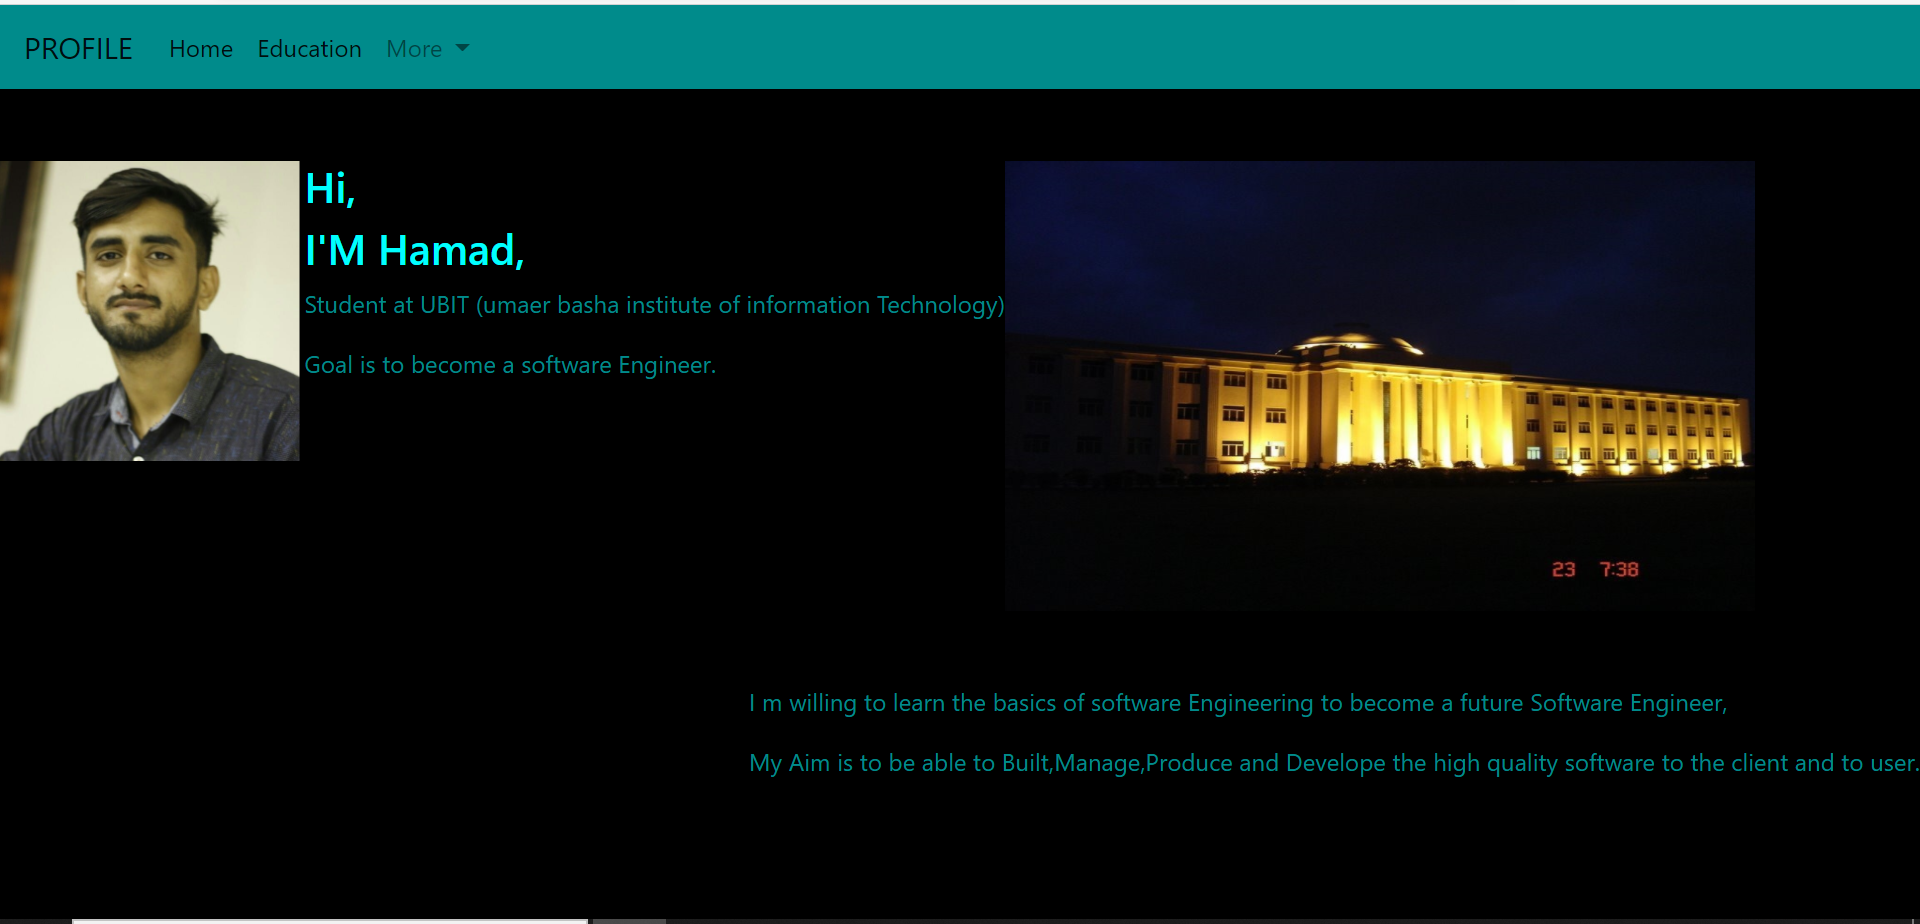 PROFILE Home Education More
Hi,
I'M Hamad,
Student at UBIT (umaer basha institute of information Technology)
Goal is to become a software Engineer.
23 7:38
I m willing to learn the basics of software Engineering to become a future Software Engineer,
My Aim is to be able to Built,Manage,Produce and Develope the high quality software to the client and to user.